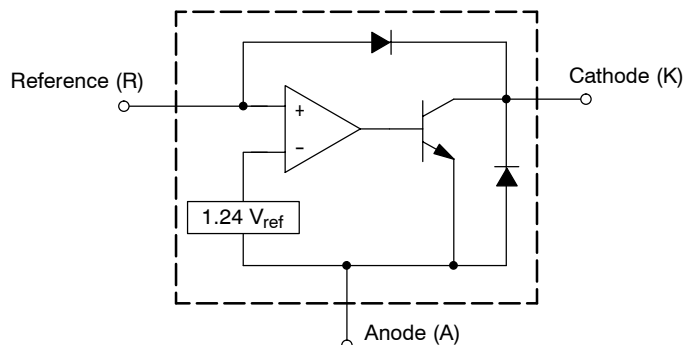 Reference (R)
Cathode (K)
+
–
1.24 Vref
Anode (A)